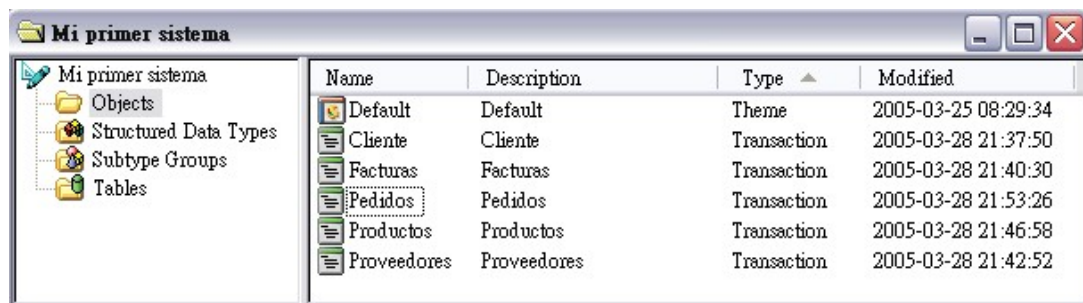 Mi primer sistema
Mi primer sistema
Objects
Structured Data Types
Subtype Groups
Tables
Name Description Type Modified
Default Default Theme 2005-03-25 08:29:34
Cliente Cliente Transaction 2005-03-28 21:37:50
Facturas Facturas Transaction 2005-03-28 21:40:30
Pedidos Pedidos Transaction 2005-03-28 21:53:26
Productos Productos Transaction 2005-03-28 21:46:58
Proveedores Proveedores Transaction 2005-03-28 21:42:52